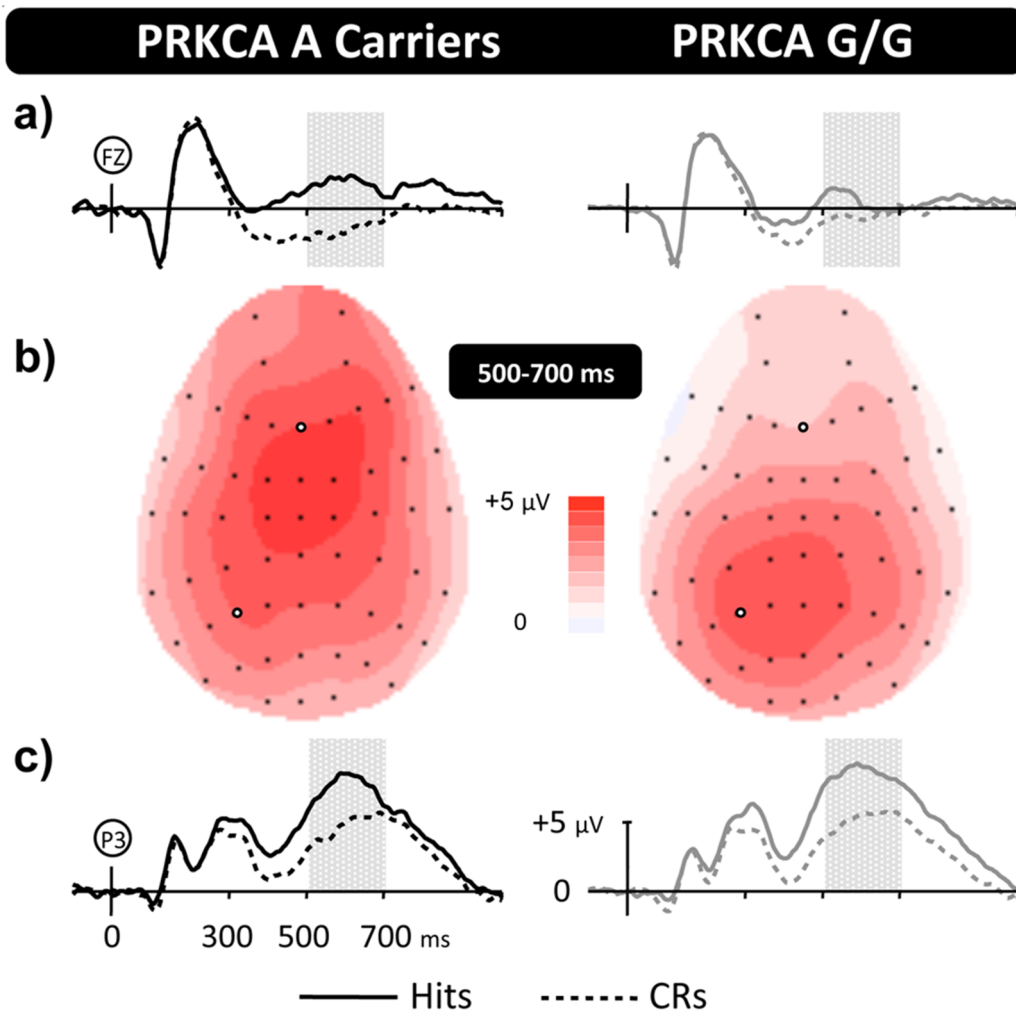 PRKCA A Carriers PRKCA G/G
a)
FZ
b)
500-700 ms
+5 µV
0
c)
P3
+5 µV
0
0 300 500 700 ms
Hits CRs